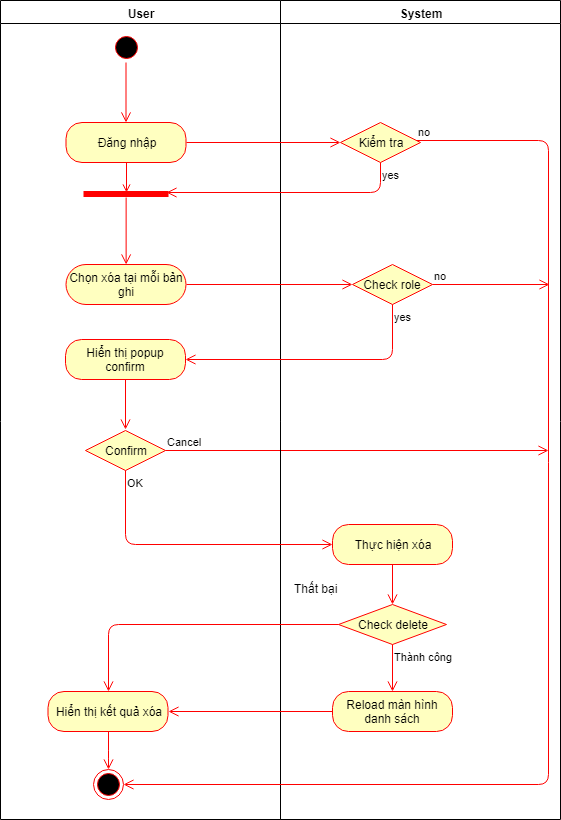 User
System
Đăng nhập
Kiểm tra
no
yes
Chọn xóa tại mỗi bản
ghi
Check role
no
yes
Hiển thị popup
confirm
Confirm
Cancel
OK
Thực hiện xóa
Thất bại
Check delete
Thành công
Hiển thị kết quả xóa
Reload màn hình
danh sách